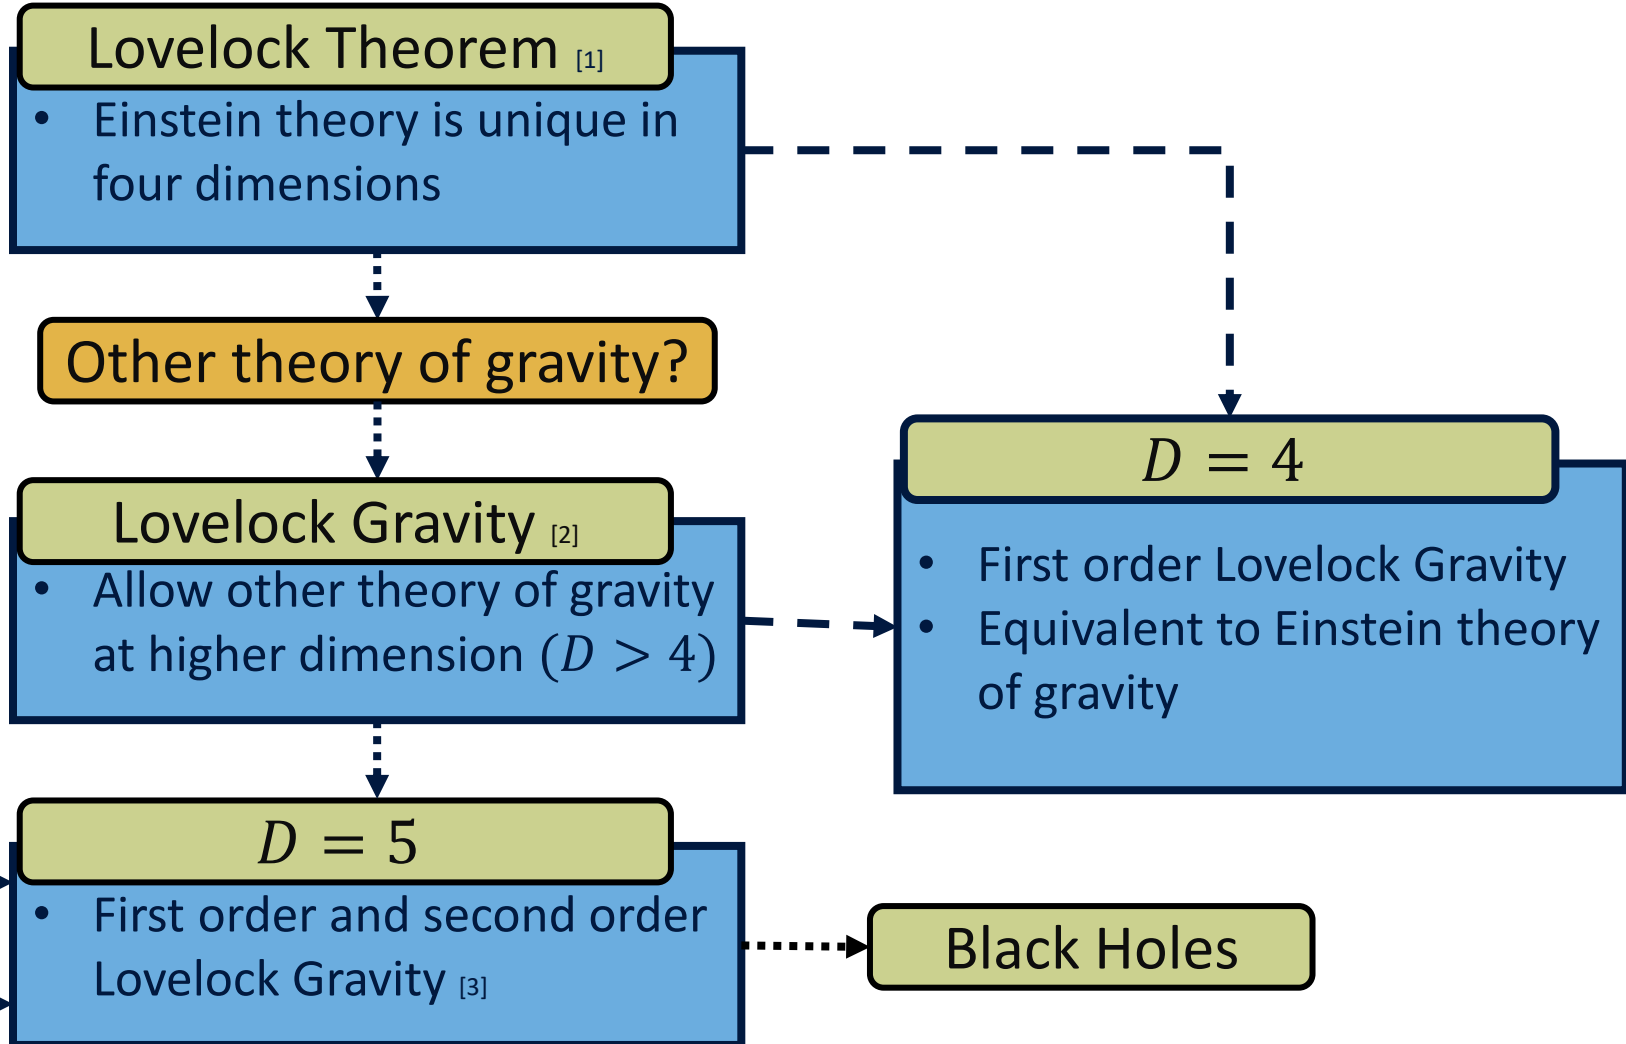 Lovelock Theorem [1]
• Einstein theory is unique in
four dimensions
Other theory of gravity?
Lovelock Gravity [2]
• Allow other theory of gravity
at higher dimension (D > 4)
D = 4
• First order Lovelock Gravity
• Equivalent to Einstein theory
of gravity
D = 5
• First order and second order
Lovelock Gravity [3]
Black Holes